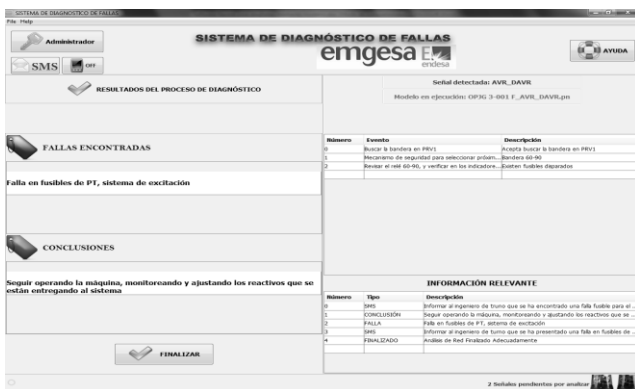 SISTEMA DE DIAGNÓSTICO DE FALLAS
File Help
Administrador
SMS
OFF
SISTEMA DE DIAGNÓSTICO DE FALLAS
emgesa
endesa
AYUDA
RESULTADOS DEL PROCESO DE DIAGNÓSTICO
Señal detectada: AVR_DAVR
Modelo en ejecución: OP3G 3-001 F_AVR_DAVR.pn
FALLAS ENCONTRADAS
Falla en fusibles de PT, sistema de excitación
Número Evento Descripción
0 Buscar la bandera en PRV1 Acepta buscar la bandera en PRV1
1 Mecanismo de seguridad para seleccionar próxim... Bandera 60-90
2 Revisar el relé 60-90, y verificar en los indicadore... Existen fusibles disparados
CONCLUSIONES
Seguir operando la máquina, monitoreando y ajustando los reactivos que se
están entregando al sistema
INFORMACIÓN RELEVANTE
Número Tipo Descripción
0 SMS Informar al ingeniero de truno que se ha encontrado una falla fusible para el ...
1 CONCLUSIÓN Seguir operando la máquina, monitoreando y ajustando los reactivos que se ...
2 FALLA Falla en fusibles de PT, sistema de excitación
3 SMS Informar al ingeniero de turno que se ha presentado una falla en fusibles de ...
4 FINALIZADO Análisis de Red Finalizado Adecuadamente
FINALIZAR
2 Señales pendientes por analizar